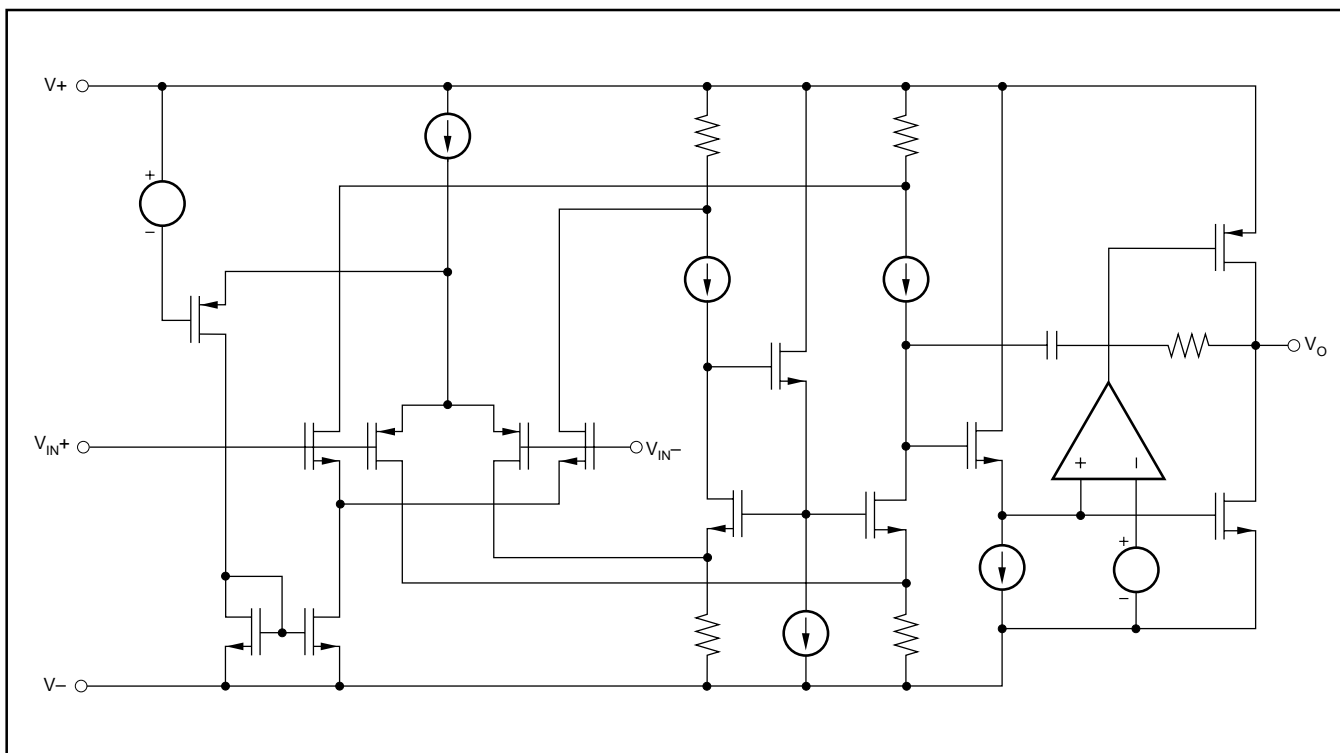 V+
+
–
V_O
V_IN+
V_IN–
+ –
+
–
V–